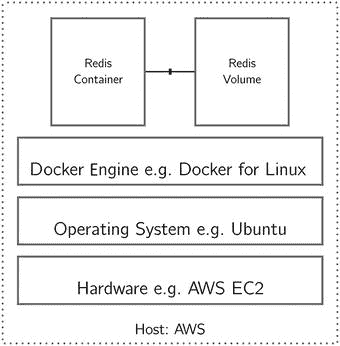 Redis
Container
Redis
Volume
Docker Engine e.g. Docker for Linux
Operating System e.g. Ubuntu
Hardware e.g. AWS EC2
Host: AWS